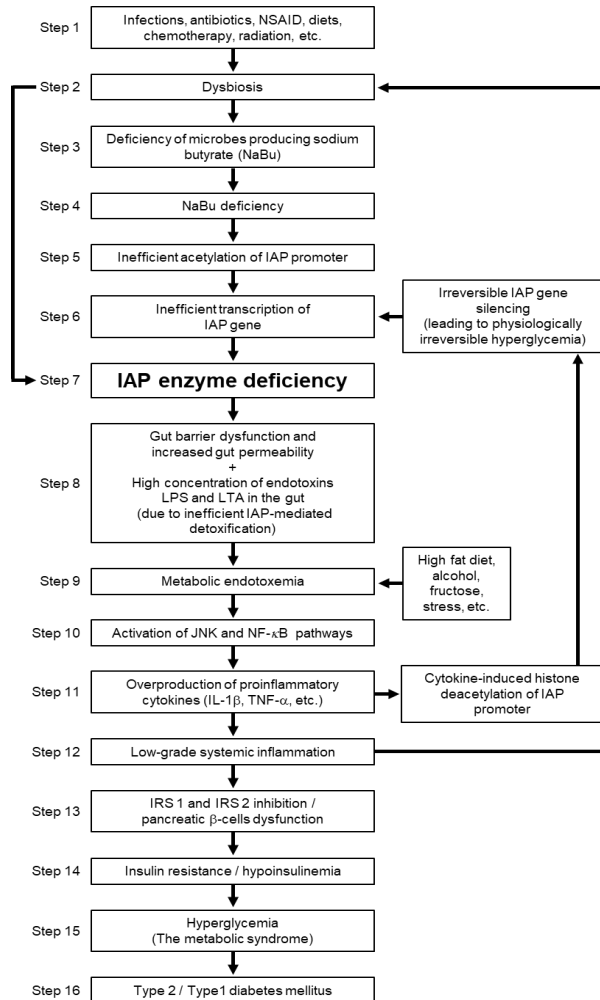 Step 1
Infections, antibiotics, NSAID, diets,
chemotherapy, radiation, etc.
Step 2
Dysbiosis
Step 3
Deficiency of microbes producing sodium
butyrate (NaBu)
Step 4
NaBu deficiency
Step 5
Inefficient acetylation of IAP promoter
Step 6
Inefficient transcription of
IAP gene
Irreversible IAP gene
silencing
(leading to physiologically
irreversible hyperglycemia)
Step 7
IAP enzyme deficiency
Step 8
Gut barrier dysfunction and
increased gut permeability
+
High concentration of endotoxins
LPS and LTA in the gut
(due to inefficient IAP-mediated
detoxification)
Step 9
Metabolic endotoxemia
High fat diet,
alcohol,
fructose,
stress, etc.
Step 10
Activation of JNK and NF-κB pathways
Step 11
Overproduction of proinflammatory
cytokines (IL-1β, TNF-α, etc.)
Cytokine-induced histone
deacetylation of IAP
promoter
Step 12
Low-grade systemic inflammation
Step 13
IRS 1 and IRS 2 inhibition /
pancreatic β-cells dysfunction
Step 14
Insulin resistance / hypoinsulinemia
Step 15
Hyperglycemia
(The metabolic syndrome)
Step 16
Type 2 / Type1 diabetes mellitus